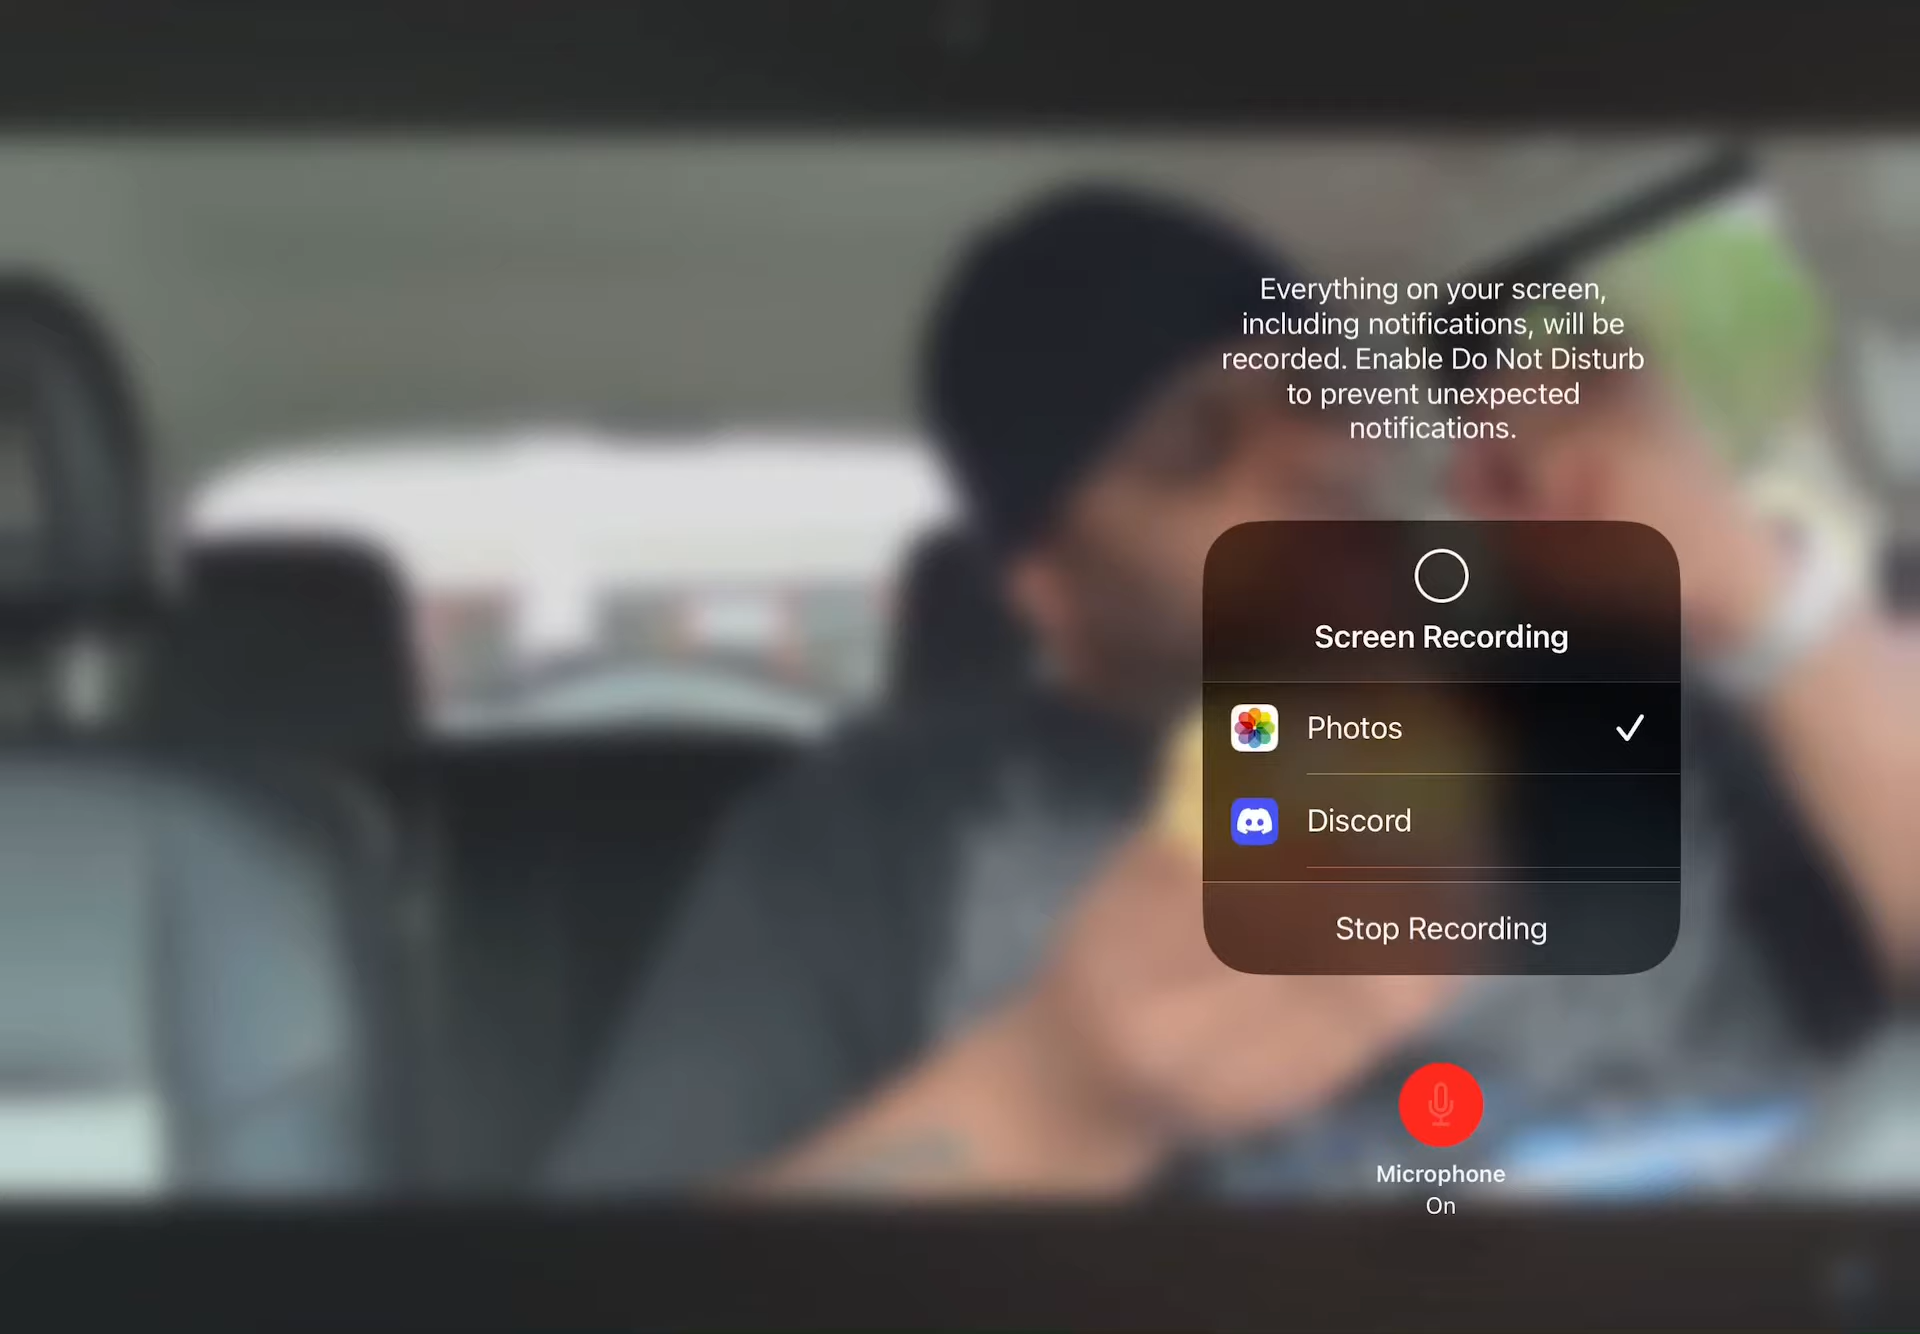 Everything on your screen,
including notifications, will be
recorded. Enable Do Not Disturb
to prevent unexpected
notifications.
Screen Recording
Photos
Discord
Stop Recording
Microphone
On